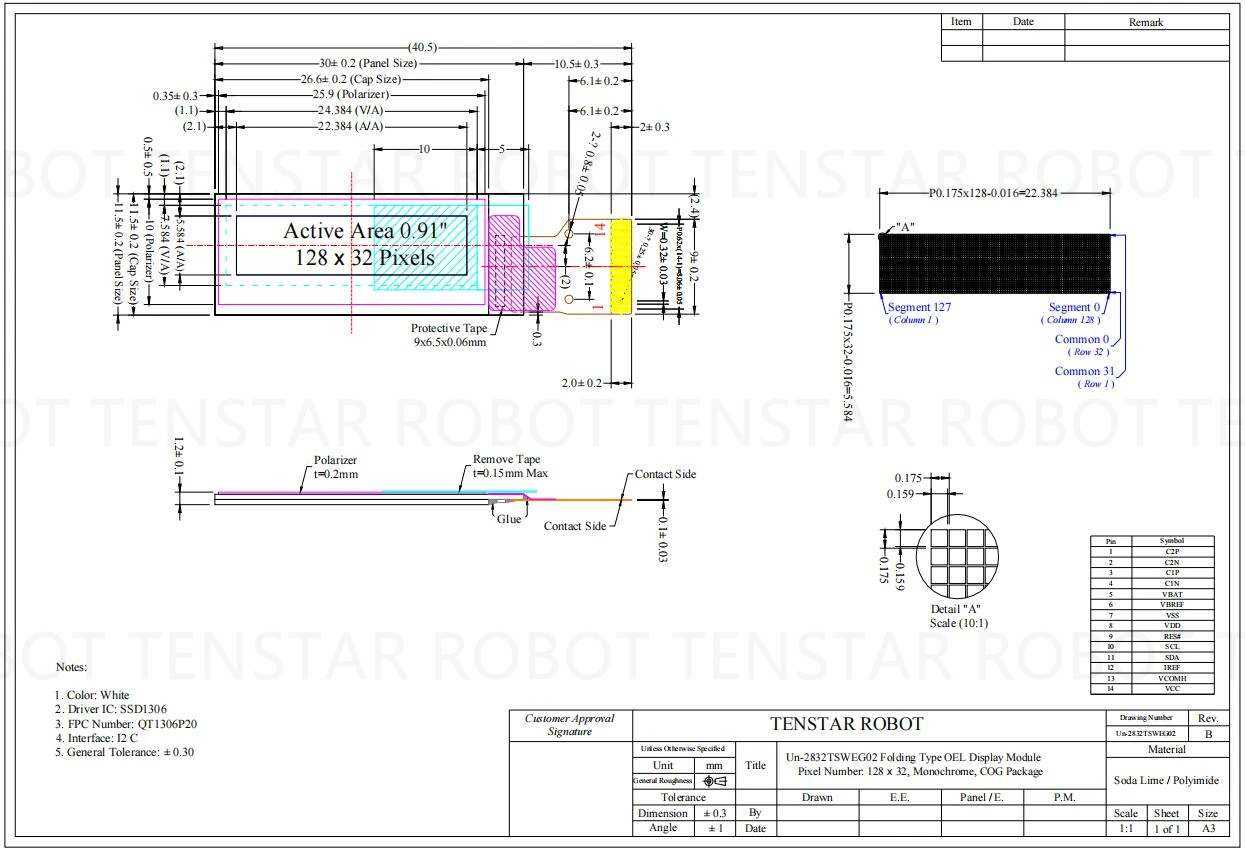 Item Date Remark
(40.5)
30± 0.2 (Panel Size)
10.5± 0.3
26.6± 0.2 (Cap Size)
6.1± 0.2
0.35± 0.3
25.9 (Polarizer)
(1.1)
24.384 (V/A)
6.1± 0.2
(2.1)
22.384 (A/A)
2± 0.3
10
5
0.5± 0.5
(1.1)
(2.1)
11.5± 0.2 (Panel Size)
11.5± 0.2 (Cap Size)
10 (Polarizer)
7.584 (V/A)
5.584 (A/A)
Active Area 0.91"
128 x 32 Pixels
2-? 0.8± 0.05
14
1
6.2± 0.1
(2)
W=0.32± 0.03
(2.4)
9± 0.2
0.3
Protective Tape
9x6.5x0.06mm
2.0± 0.2
P0.175x128-0.016=22.384
"A"
P0.175x32-0.016=5.584
Segment 127
( Column 1 )
Segment 0
( Column 128 )
Common 0
( Row 32 )
Common 31
( Row 1 )
TENSTAR ROBOT
1.2± 0.1
Polarizer
t=0.2mm
Remove Tape
t=0.15mm Max
Glue
Contact Side
Contact Side
0.1± 0.03
0.175
0.159
0.175
0.159
Detail "A"
Scale (10:1)
Pin Symbol
1 C2P
2 C2N
3 C1P
4 C1N
5 VBAT
6 VBREF
7 VSS
8 VDD
9 RES#
10 SCL
11 SDA
12 IREF
13 VCOMH
14 VCC
Notes:
1. Color: White
2. Driver IC: SSD1306
3. FPC Number: QT1306P20
4. Interface: I2 C
5. General Tolerance: ± 0.30
Customer Approval
Signature
TENSTAR ROBOT
Drawing Number Rev.
Un-2832TSWEG02 B
Unless Otherwise Specified
Unit mm
General Roughness
Title
Un-2832TSWEG02 Folding Type OEL Display Module
Pixel Number: 128 x 32, Monochrome, COG Package
Material
Soda Lime / Polyimide
Tolerance
Drawn E.E. Panel / E. P.M.
Dimension ± 0.3 By
Angle ± 1 Date
Scale Sheet Size
1:1 1 of 1 A3